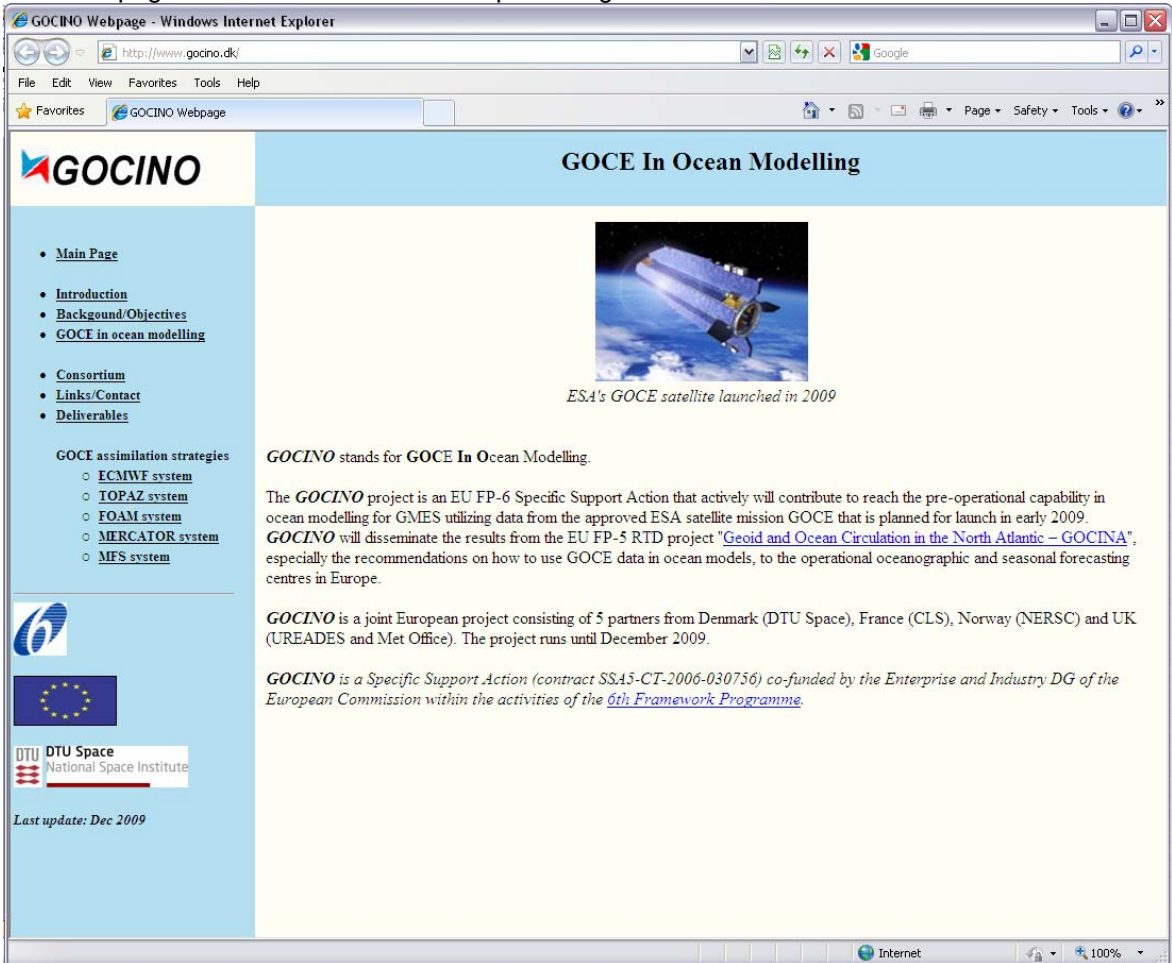 GOCINO Webpage - Windows Internet Explorer
http://www.gocino.dk/
Google
File Edit View Favorites Tools Help
Favorites GOCINO Webpage Page Safety Tools
GOCINO
GOCE In Ocean Modelling
Main Page
Introduction
Backgound/Objectives
GOCE in ocean modelling
Consortium
Links/Contact
Deliverables
GOCE assimilation strategies
ECMWF system
TOPAZ system
FOAM system
MERCATOR system
MFS system
6
DTU DTU Space
National Space Institute
Last update: Dec 2009
ESA's GOCE satellite launched in 2009
GOCINO stands for GOCE In Ocean Modelling.
The GOCINO project is an EU FP-6 Specific Support Action that actively will contribute to reach the pre-operational capability in
ocean modelling for GMES utilizing data from the approved ESA satellite mission GOCE that is planned for launch in early 2009.
GOCINO will disseminate the results from the EU FP-5 RTD project "Geoid and Ocean Circulation in the North Atlantic – GOCINA",
especially the recommendations on how to use GOCE data in ocean models, to the operational oceanographic and seasonal forecasting
centres in Europe.
GOCINO is a joint European project consisting of 5 partners from Denmark (DTU Space), France (CLS), Norway (NERSC) and UK
(UREADES and Met Office). The project runs until December 2009.
GOCINO is a Specific Support Action (contract SSA5-CT-2006-030756) co-funded by the Enterprise and Industry DG of the
European Commission within the activities of the 6th Framework Programme.
Internet 100%